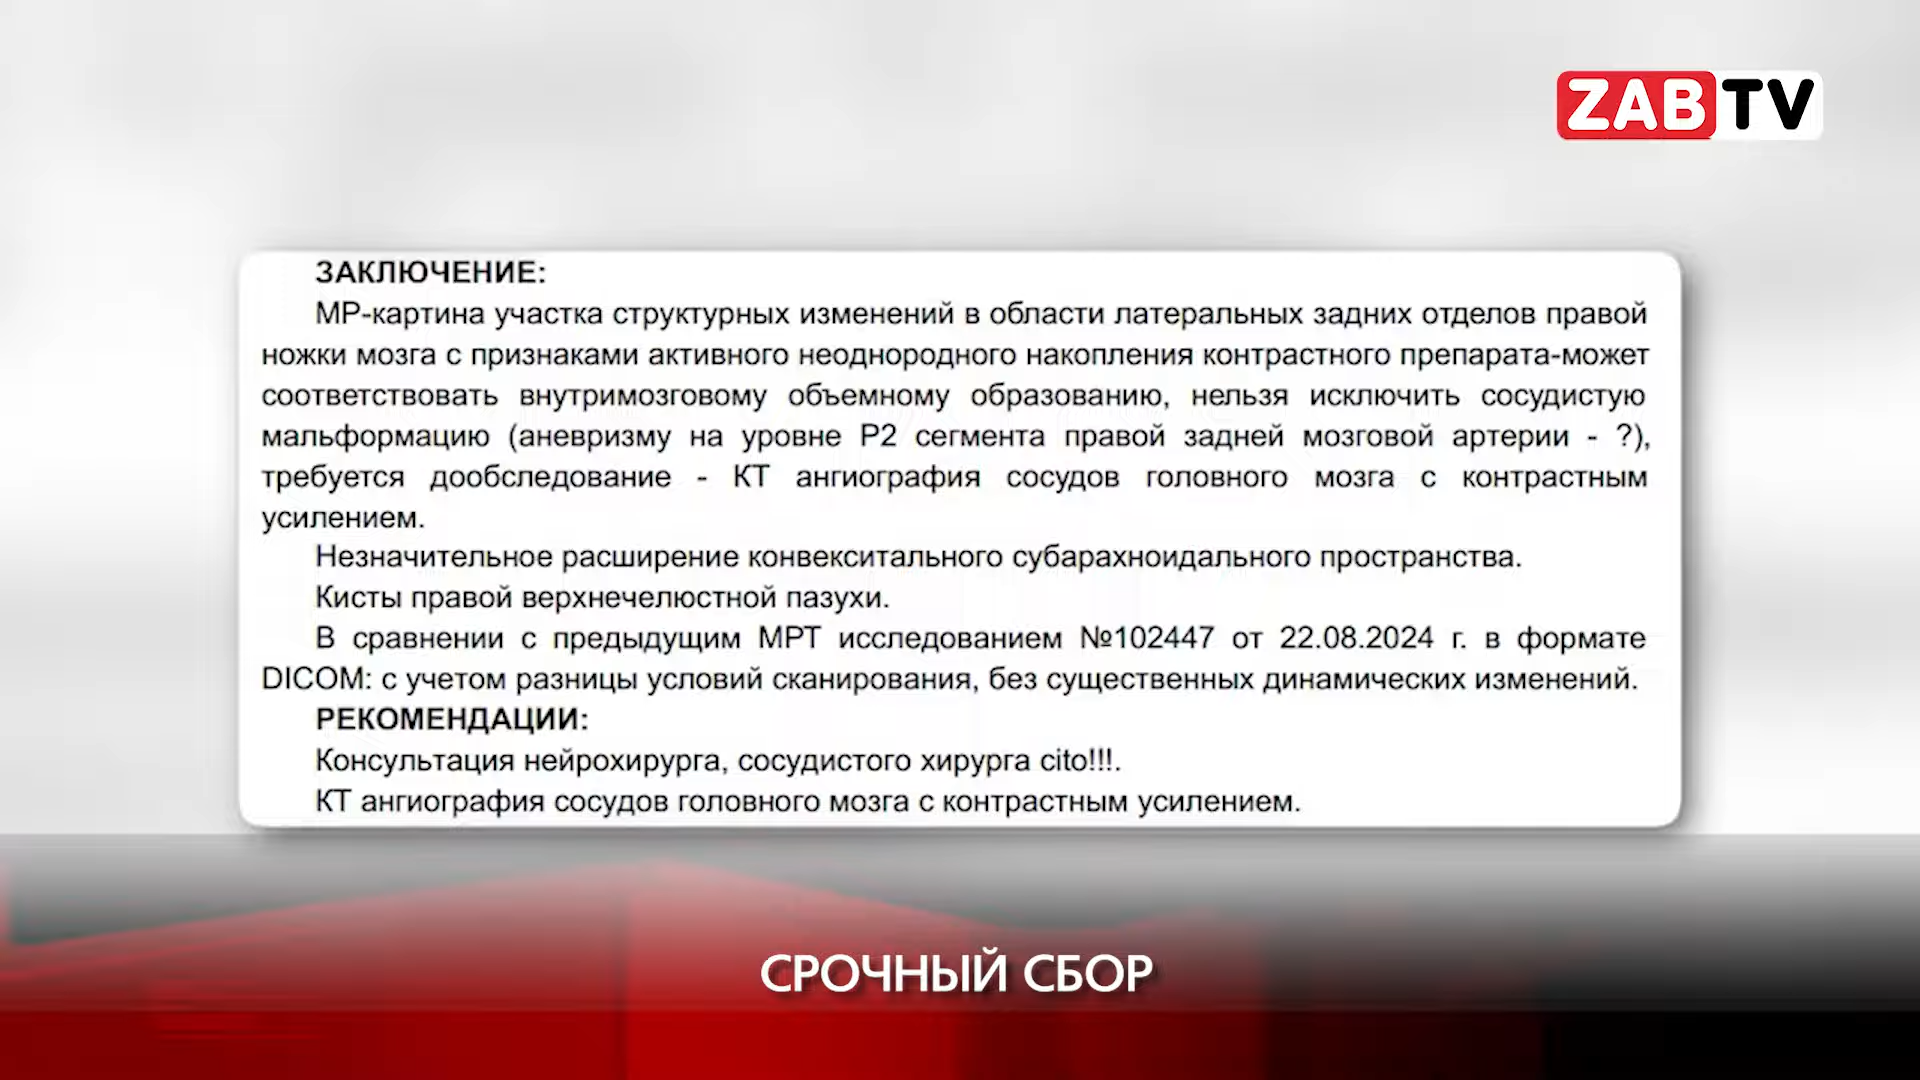 ZAB TV
ЗАКЛЮЧЕНИЕ:
МР-картина участка структурных изменений в области латеральных задних отделов правой
ножки мозга с признаками активного неоднородного накопления контрастного препарата-может
соответствовать внутримозговому объемному образованию, нельзя исключить сосудистую
мальформацию (аневризму на уровне P2 сегмента правой задней мозговой артерии - ?),
требуется дообследование - КТ ангиография сосудов головного мозга с контрастным
усилением.
Незначительное расширение конвекситального субарахноидального пространства.
Кисты правой верхнечелюстной пазухи.
В сравнении с предыдущим МРТ исследованием №102447 от 22.08.2024 г. в формате
DICOM: с учетом разницы условий сканирования, без существенных динамических изменений.
РЕКОМЕНДАЦИИ:
Консультация нейрохирурга, сосудистого хирурга cito!!!.
КТ ангиография сосудов головного мозга с контрастным усилением.
СРОЧНЫЙ СБОР